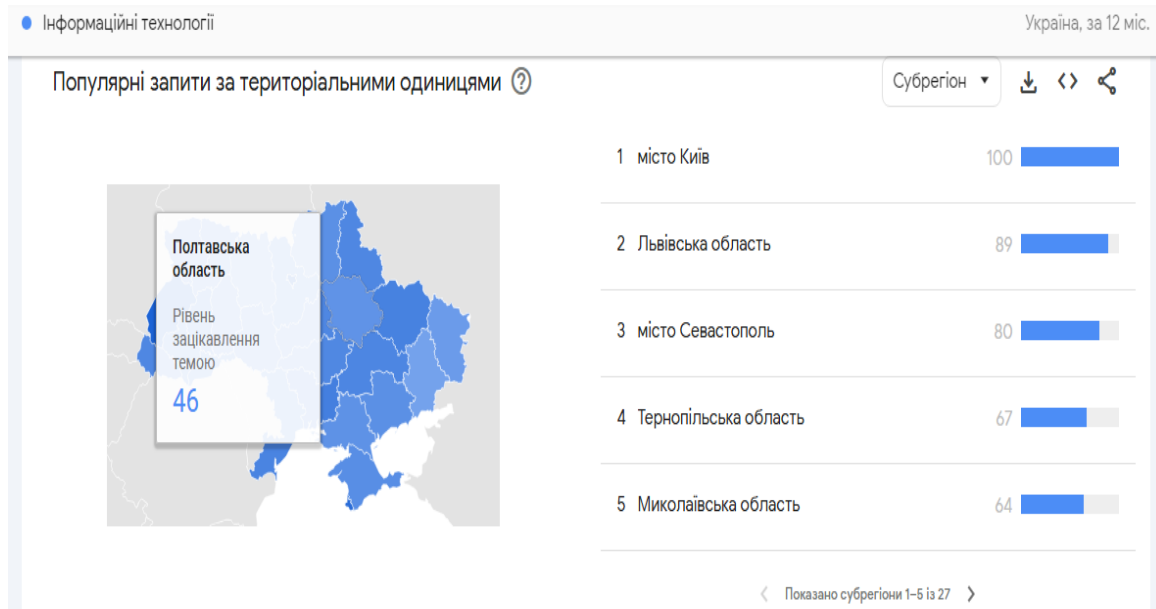 Інформаційні технології
Україна, за 12 міс.
Популярні запити за територіальними одиницями
Субрегіон
Полтавська
область
Рівень
зацікавлення
темою
46
1 місто Київ 100
2 Львівська область 89
3 місто Севастополь 80
4 Тернопільська область 67
5 Миколаївська область 64
Показано субрегіони 1–5 із 27